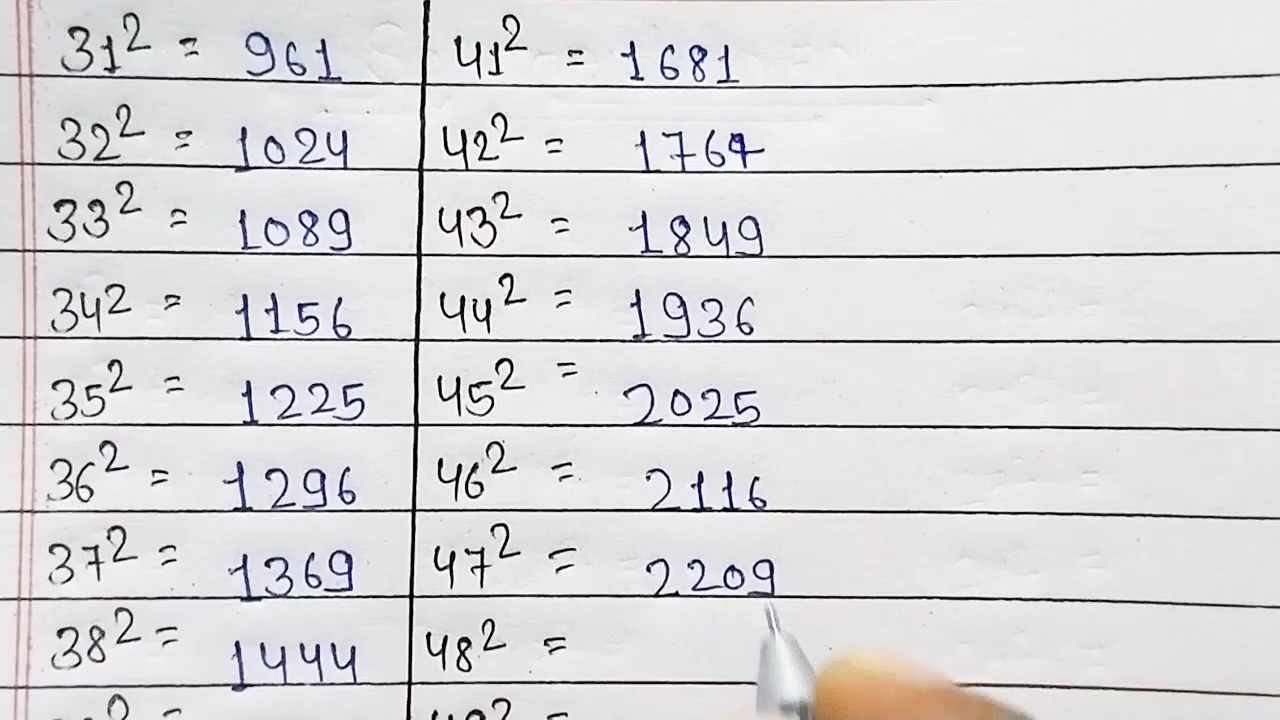 31² = 961
32² = 1024
33² = 1089
34² = 1156
35² = 1225
36² = 1296
37² = 1369
38² = 1444
41² = 1681
42² = 1764
43² = 1849
44² = 1936
45² = 2025
46² = 2116
47² = 2209
48² =